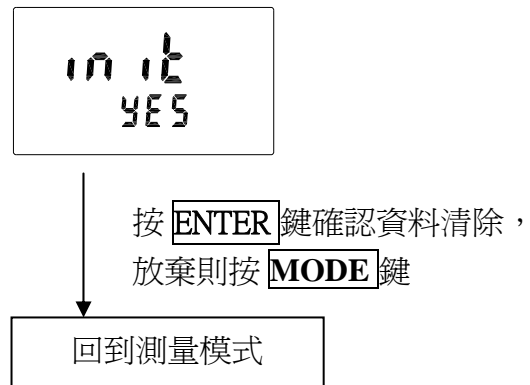 init
YES
按 ENTER 鍵確認資料清除，
放棄則按 MODE 鍵
回到測量模式